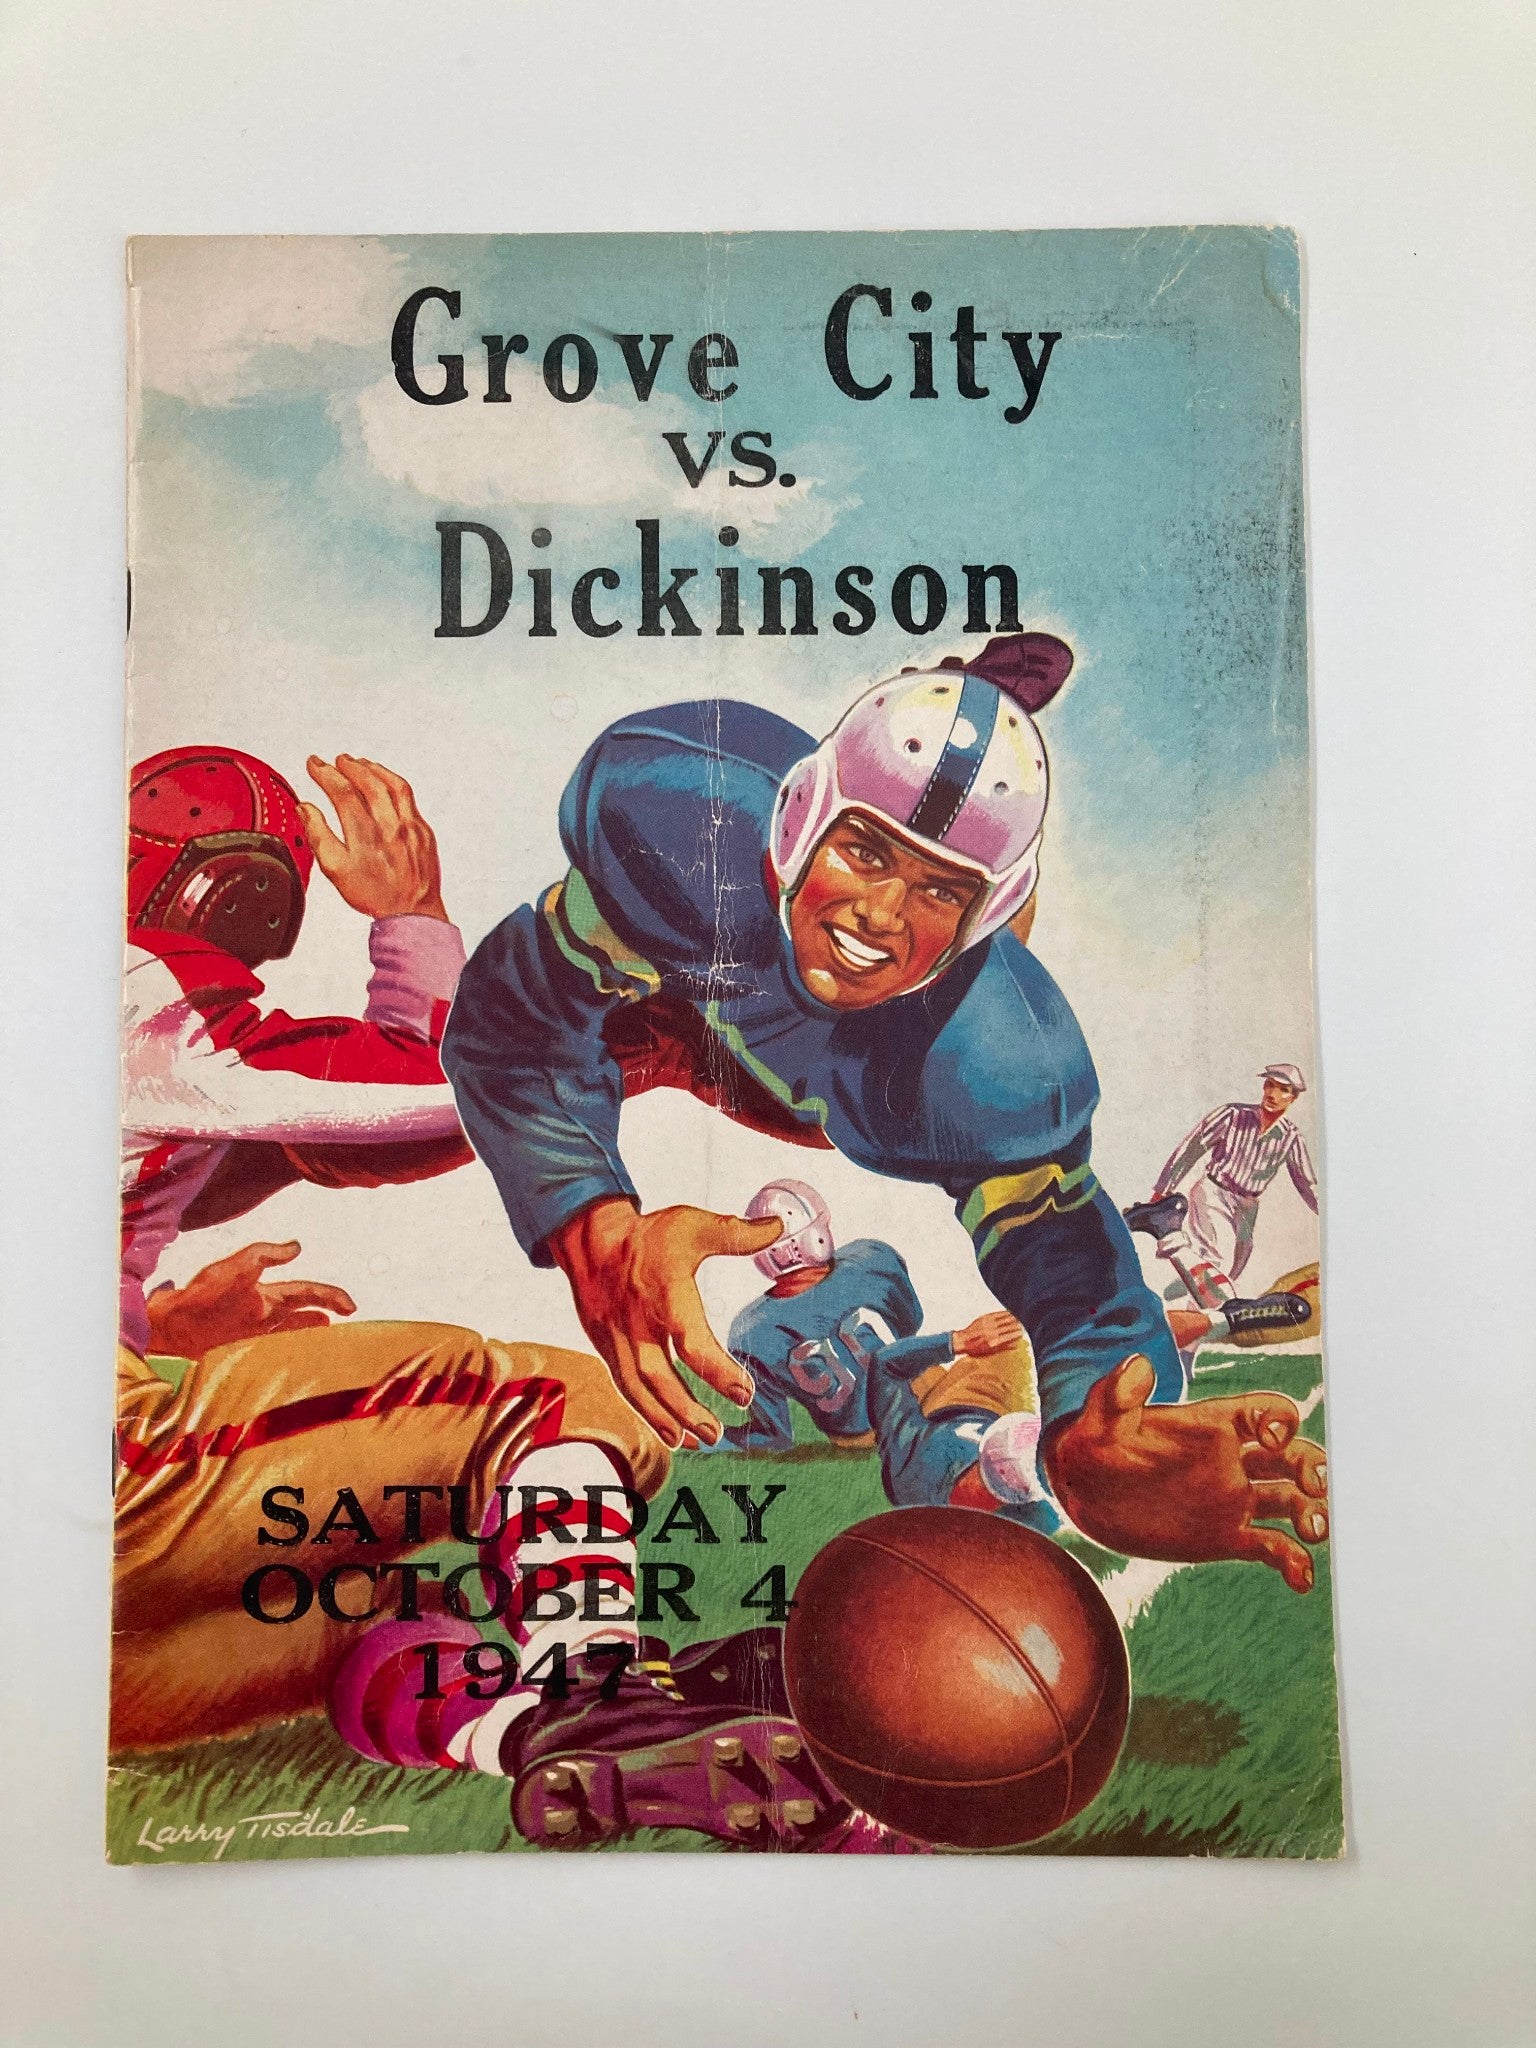 Grove City
vs.
Dickinson
SATURDAY
OCTOBER 4
1947
Larry Tisdale